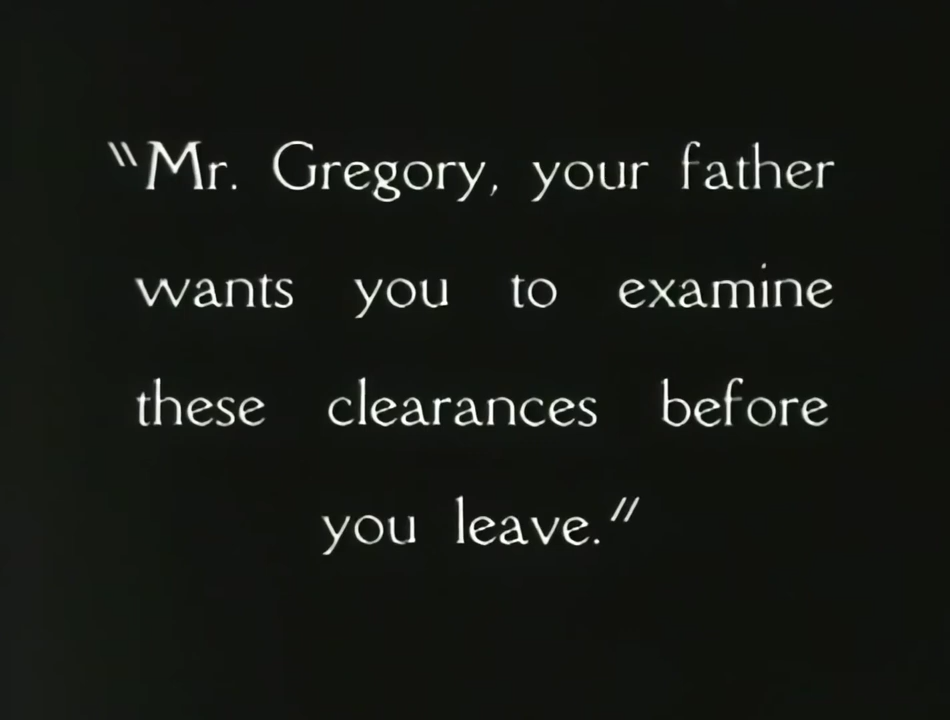 "Mr. Gregory, your father
wants you to examine
these clearances before
you leave."